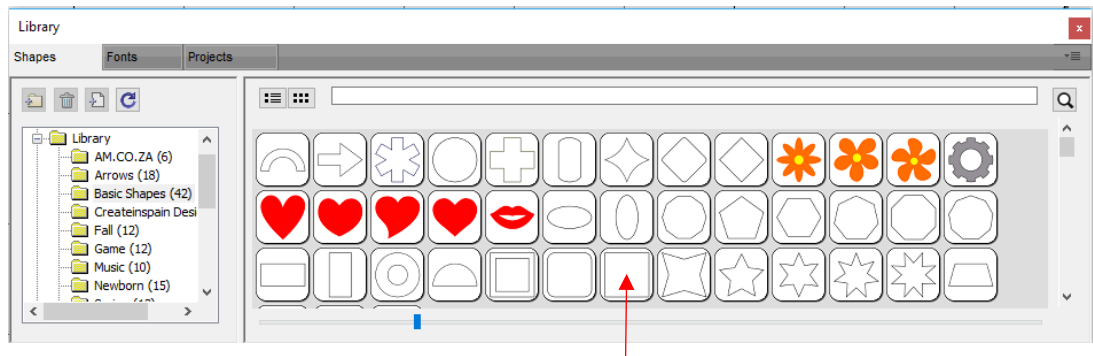 Library
x
Shapes Fonts Projects
Library
AM.CO.ZA (6)
Arrows (18)
Basic Shapes (42)
Createinspain Desi
Fall (12)
Game (12)
Music (10)
Newborn (15)